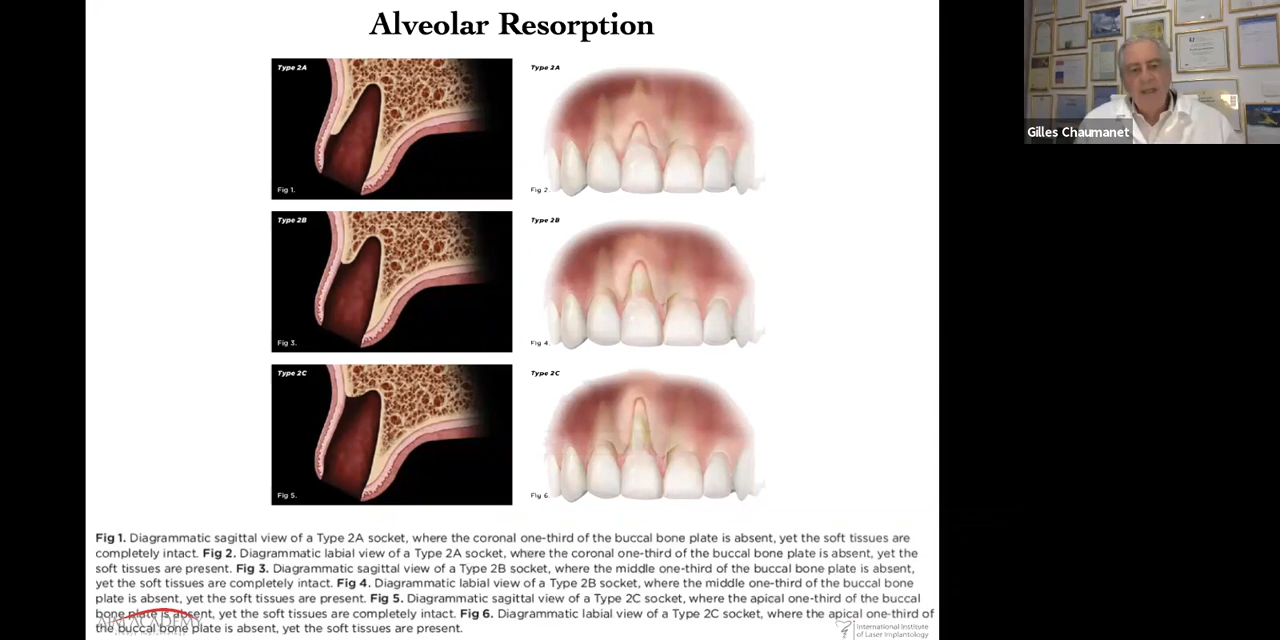 Alveolar Resorption
Type 2A
Type 2A
Fig 1.
Fig 2.
Type 2B
Type 2B
Fig 3.
Fig 4.
Type 2C
Type 2C
Fig 5.
Fig 6.
Fig 1. Diagrammatic sagittal view of a Type 2A socket, where the coronal one-third of the buccal bone plate is absent, yet the soft tissues are
completely intact. Fig 2. Diagrammatic labial view of a Type 2A socket, where the coronal one-third of the buccal bone plate is absent, yet the
soft tissues are present. Fig 3. Diagrammatic sagittal view of a Type 2B socket, where the middle one-third of the buccal bone plate is absent,
yet the soft tissues are completely intact. Fig 4. Diagrammatic labial view of a Type 2B socket, where the middle one-third of the buccal bone
plate is absent, yet the soft tissues are present. Fig 5. Diagrammatic sagittal view of a Type 2C socket, where the apical one-third of the buccal
bone plate is absent, yet the soft tissues are completely intact. Fig 6. Diagrammatic labial view of a Type 2C socket, where the apical one-third of
the buccal bone plate is absent, yet the soft tissues are present.
International Institute
of Laser Implantology
Gilles Chaumanet